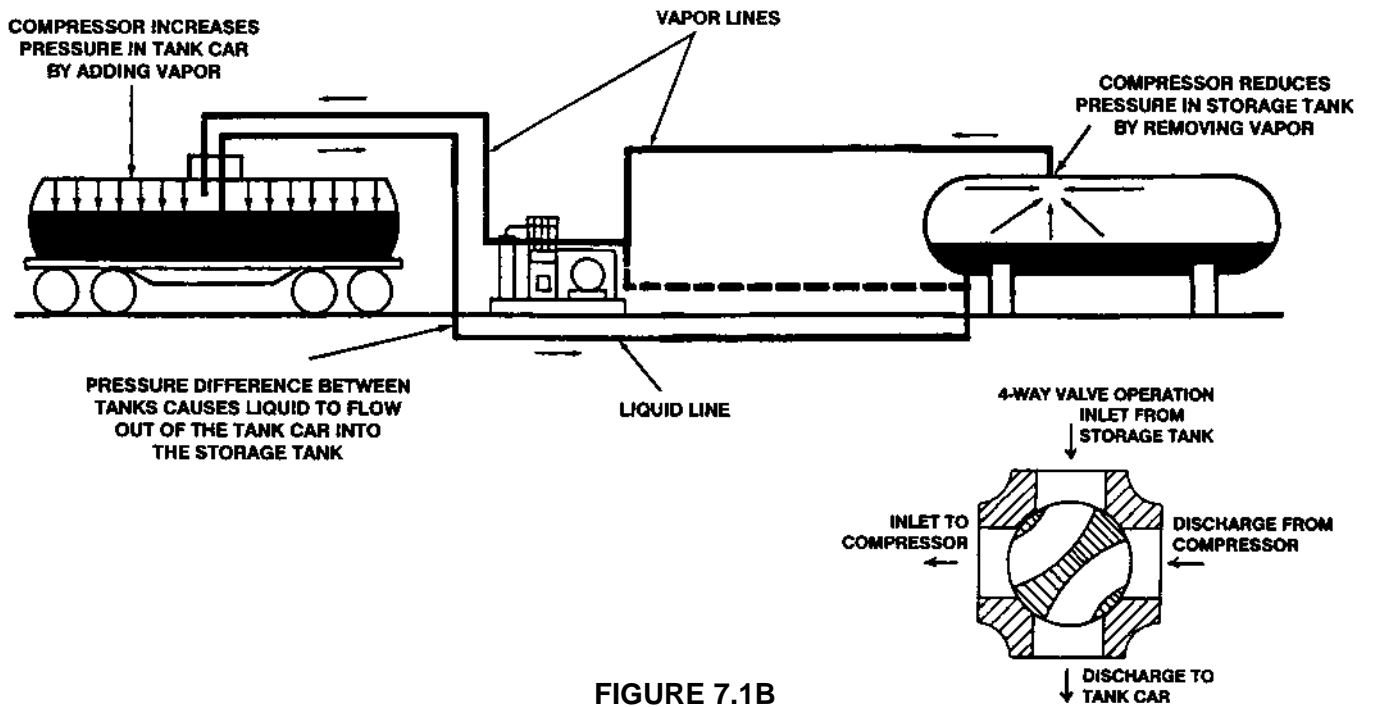 COMPRESSOR INCREASES
PRESSURE IN TANK CAR
BY ADDING VAPOR
VAPOR LINES
COMPRESSOR REDUCES
PRESSURE IN STORAGE TANK
BY REMOVING VAPOR
PRESSURE DIFFERENCE BETWEEN
TANKS CAUSES LIQUID TO FLOW
OUT OF THE TANK CAR INTO
THE STORAGE TANK
LIQUID LINE
4-WAY VALVE OPERATION
INLET FROM
STORAGE TANK
INLET TO
COMPRESSOR
DISCHARGE FROM
COMPRESSOR
DISCHARGE TO
TANK CAR
FIGURE 7.1B